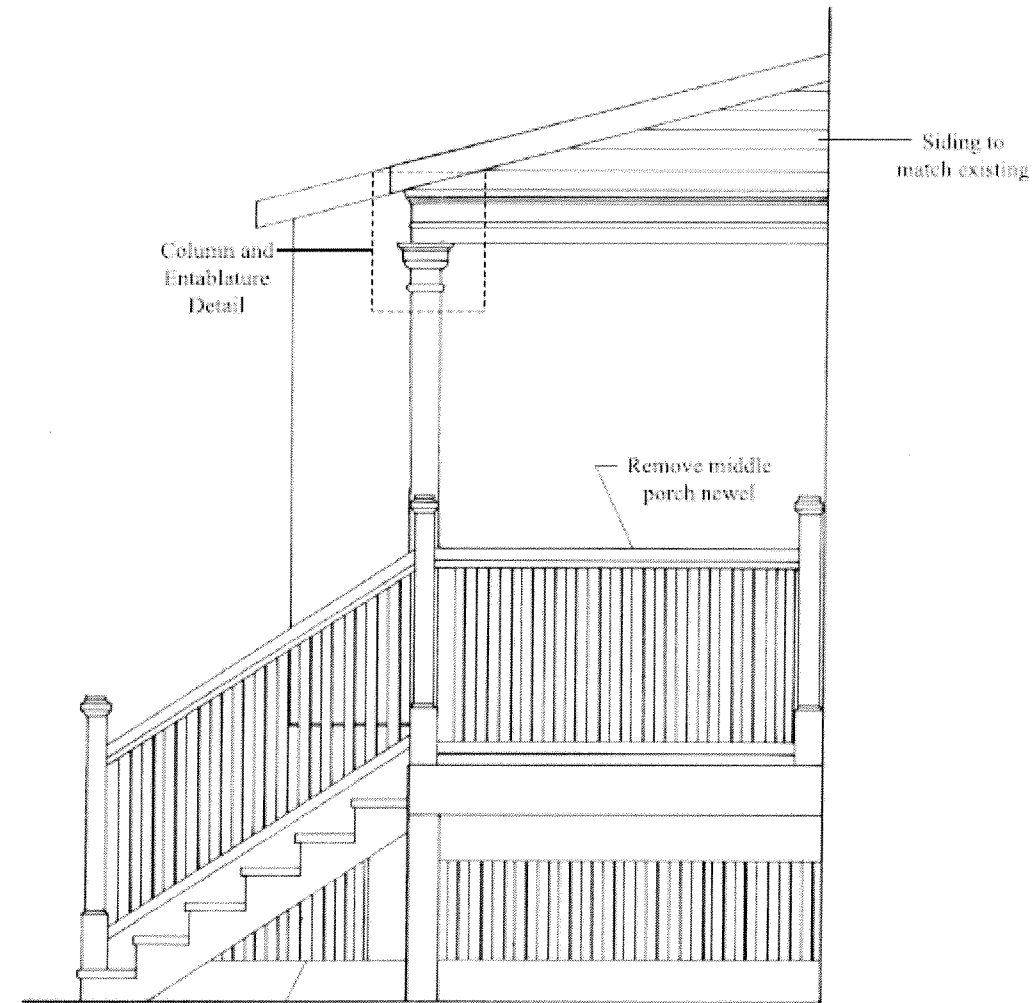 Siding to
match existing
Column and
Entablature
Detail
Remove middle
porch newel